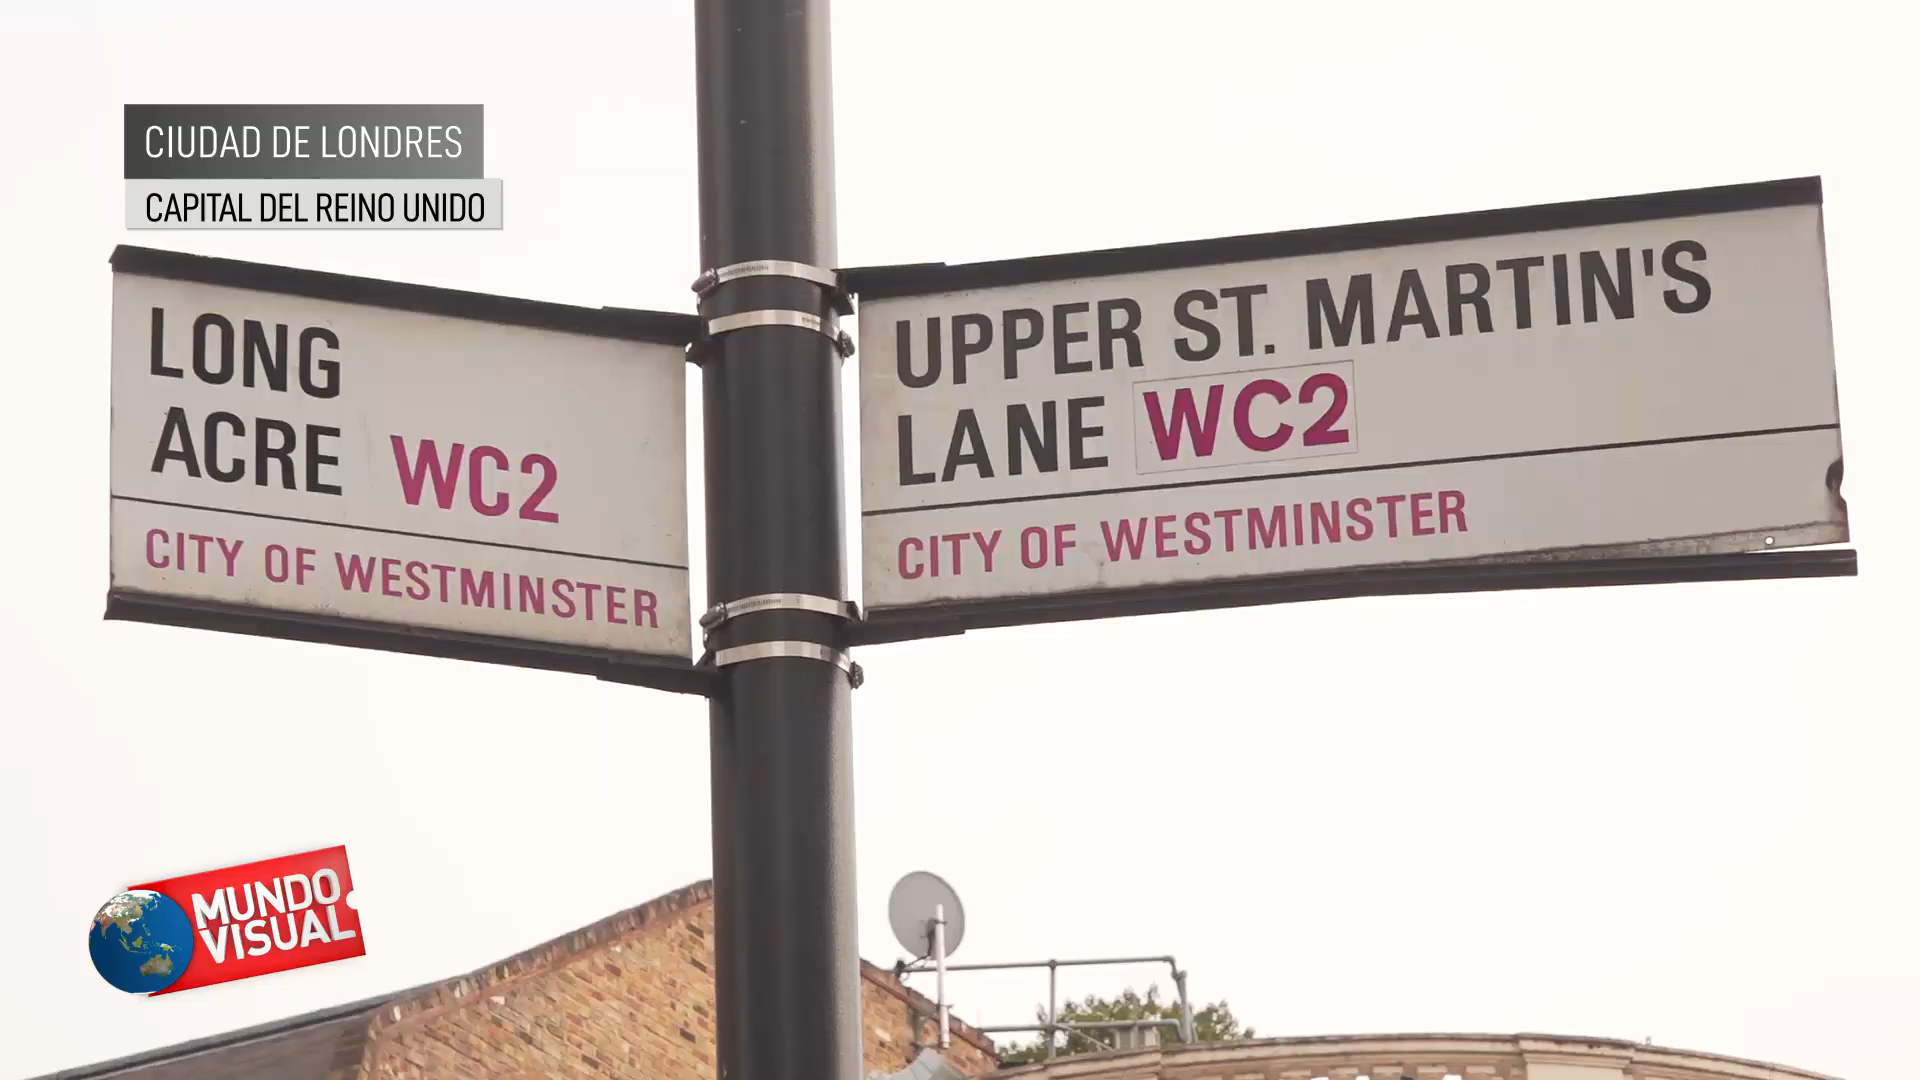 CIUDAD DE LONDRES
CAPITAL DEL REINO UNIDO
LONG
ACRE WC2
CITY OF WESTMINSTER
UPPER ST. MARTIN'S
LANE WC2
CITY OF WESTMINSTER
MUNDO
VISUAL